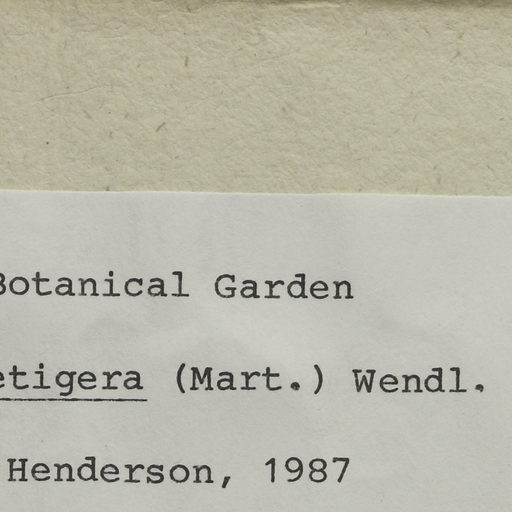 Botanical Garden
etigera (Mart.) Wendl.
Henderson, 1987